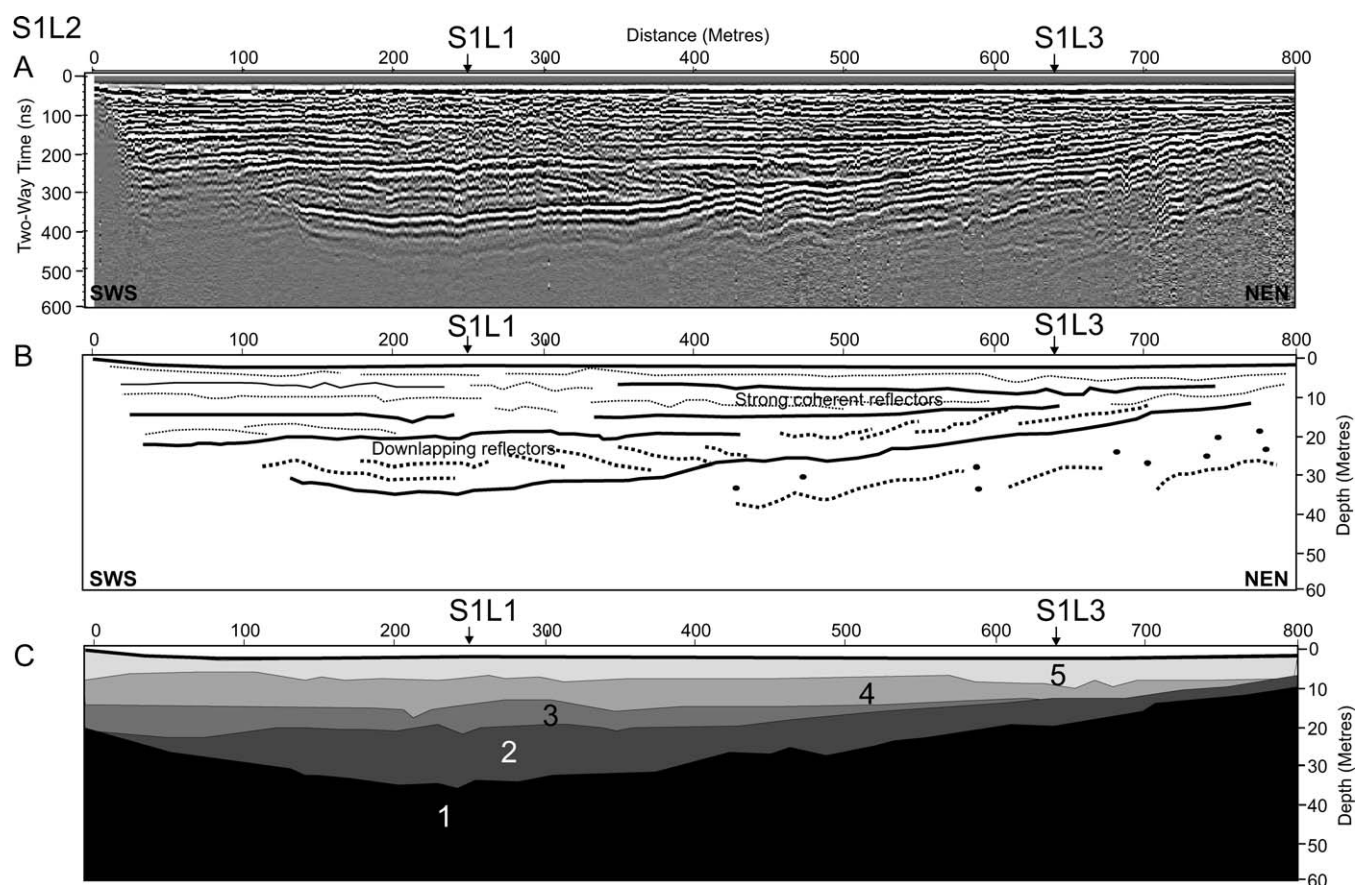 S1L2
S1L1 Distance (Metres) S1L3
A 0 100 200 300 400 500 600 700 800
Two-Way Time (ns)
0
100
200
300
400
500
600
SWS NEN
S1L1 S1L3
B 0 100 200 300 400 500 600 700 800
Depth (Metres)
0
10
Strong coherent reflectors
20
Downlapping reflectors
30
40
50
60
SWS NEN
S1L1 S1L3
C 0 100 200 300 400 500 600 700 800
Depth (Metres)
0
5
4 10
3
20
2
30
1 40
50
60